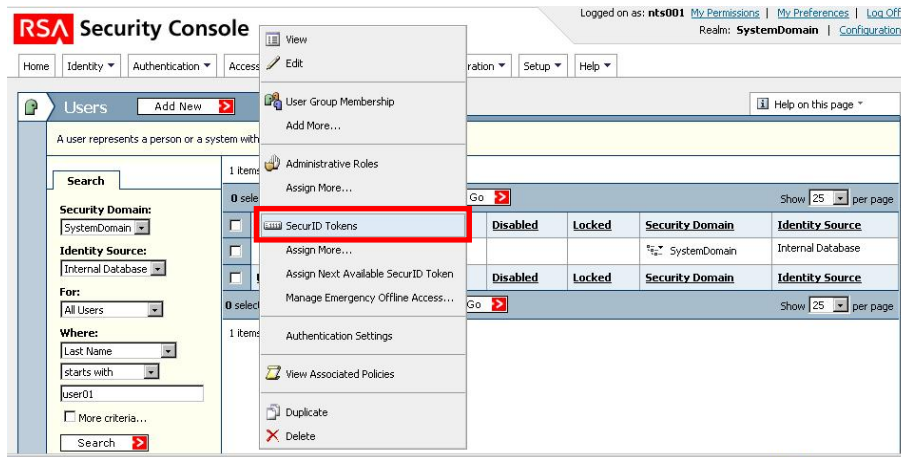 RSA Security Console
Logged on as: nts001 My Permissions | My Preferences | Log Off
Realm: SystemDomain | Configuration
Home Identity Authentication Access ration Setup Help
Users Add New
Help on this page
A user represents a person or a system with
Search
Security Domain:
SystemDomain
Identity Source:
Internal Database
For:
All Users
Where:
Last Name
starts with
user01
More criteria...
Search
View
Edit
User Group Membership
Add More...
Administrative Roles
Assign More...
SecurID Tokens
Assign More...
Assign Next Available SecurID Token
Manage Emergency Offline Access...
Authentication Settings
View Associated Policies
Duplicate
Delete
1 items
0 sele Go Show 25 per page
Disabled Locked Security Domain Identity Source
SystemDomain Internal Database
Disabled Locked Security Domain Identity Source
0 select Go Show 25 per page
1 items